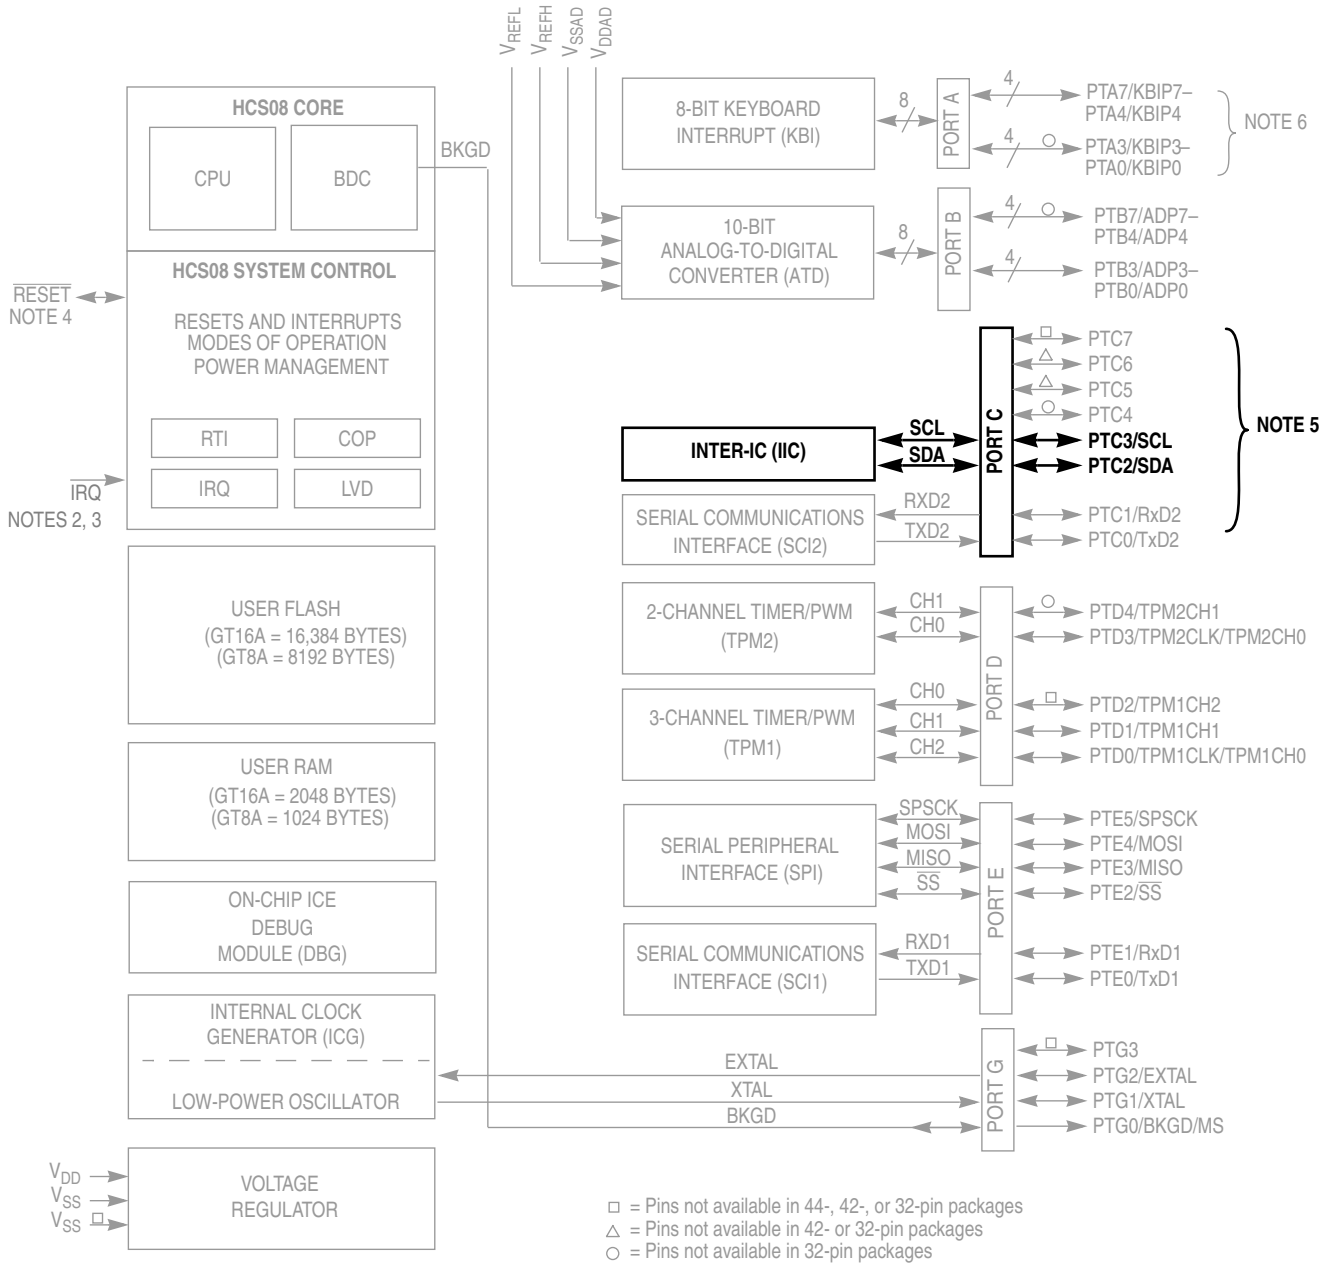 VREFL
VREFH
VSSAD
VDDAD
HCS08 CORE
CPU
BDC
BKGD
HCS08 SYSTEM CONTROL
RESETS AND INTERRUPTS
MODES OF OPERATION
POWER MANAGEMENT
RTI
COP
IRQ
LVD
RESET
NOTE 4
IRQ
NOTES 2, 3
USER FLASH
(GT16A = 16,384 BYTES)
(GT8A = 8192 BYTES)
USER RAM
(GT16A = 2048 BYTES)
(GT8A = 1024 BYTES)
ON-CHIP ICE
DEBUG
MODULE (DBG)
INTERNAL CLOCK
GENERATOR (ICG)
LOW-POWER OSCILLATOR
VOLTAGE
REGULATOR
VDD
VSS
VSS
8-BIT KEYBOARD
INTERRUPT (KBI)
8
PORT A
4
PTA7/KBIP7–
PTA4/KBIP4
4
PTA3/KBIP3–
PTA0/KBIP0
NOTE 6
10-BIT
ANALOG-TO-DIGITAL
CONVERTER (ATD)
8
PORT B
4
PTB7/ADP7–
PTB4/ADP4
4
PTB3/ADP3–
PTB0/ADP0
INTER-IC (IIC)
SCL
SDA
PORT C
PTC7
PTC6
PTC5
PTC4
PTC3/SCL
PTC2/SDA
PTC1/RxD2
PTC0/TxD2
NOTE 5
SERIAL COMMUNICATIONS
INTERFACE (SCI2)
RXD2
TXD2
2-CHANNEL TIMER/PWM
(TPM2)
CH1
CH0
PORT D
PTD4/TPM2CH1
PTD3/TPM2CLK/TPM2CH0
3-CHANNEL TIMER/PWM
(TPM1)
CH0
CH1
CH2
PTD2/TPM1CH2
PTD1/TPM1CH1
PTD0/TPM1CLK/TPM1CH0
SERIAL PERIPHERAL
INTERFACE (SPI)
SPSCK
MOSI
MISO
SS
PORT E
PTE5/SPSCK
PTE4/MOSI
PTE3/MISO
PTE2/SS
SERIAL COMMUNICATIONS
INTERFACE (SCI1)
RXD1
TXD1
PTE1/RxD1
PTE0/TxD1
EXTAL
XTAL
BKGD
PORT G
PTG3
PTG2/EXTAL
PTG1/XTAL
PTG0/BKGD/MS
= Pins not available in 44-, 42-, or 32-pin packages
= Pins not available in 42- or 32-pin packages
= Pins not available in 32-pin packages